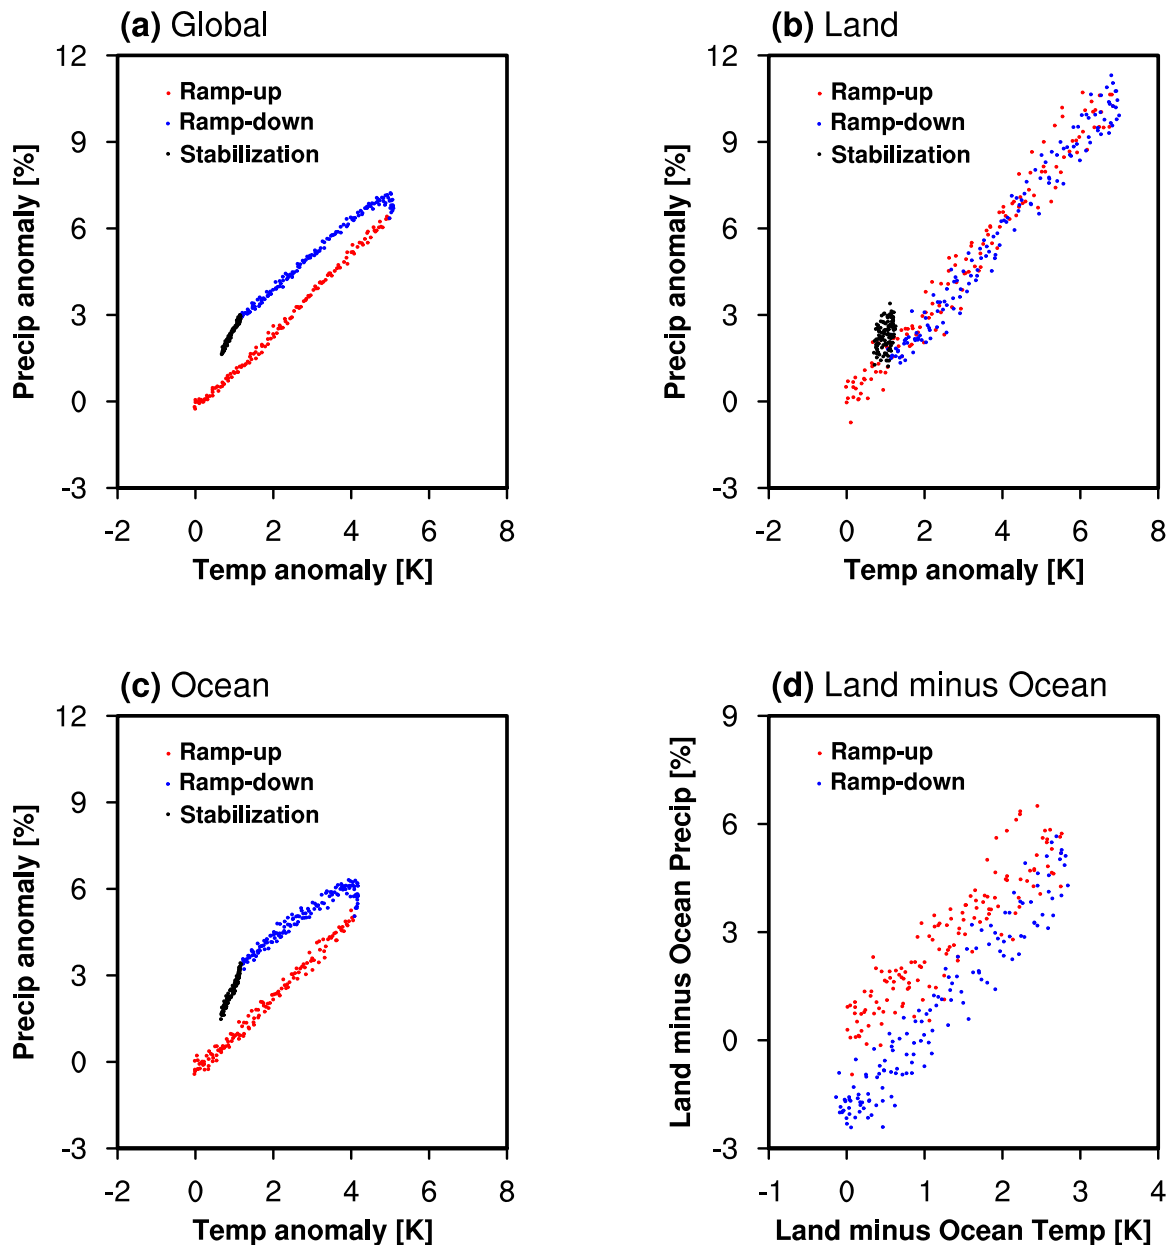 (a) Global
12
9
6
3
0
-3
Precip anomaly [%]
Ramp-up
Ramp-down
Stabilization
-2 0 2 4 6 8
Temp anomaly [K]
(b) Land
12
9
6
3
0
-3
Precip anomaly [%]
Ramp-up
Ramp-down
Stabilization
-2 0 2 4 6 8
Temp anomaly [K]
(c) Ocean
12
9
6
3
0
-3
Precip anomaly [%]
Ramp-up
Ramp-down
Stabilization
-2 0 2 4 6 8
Temp anomaly [K]
(d) Land minus Ocean
9
6
3
0
-3
Land minus Ocean Precip [%]
Ramp-up
Ramp-down
-1 0 1 2 3 4
Land minus Ocean Temp [K]